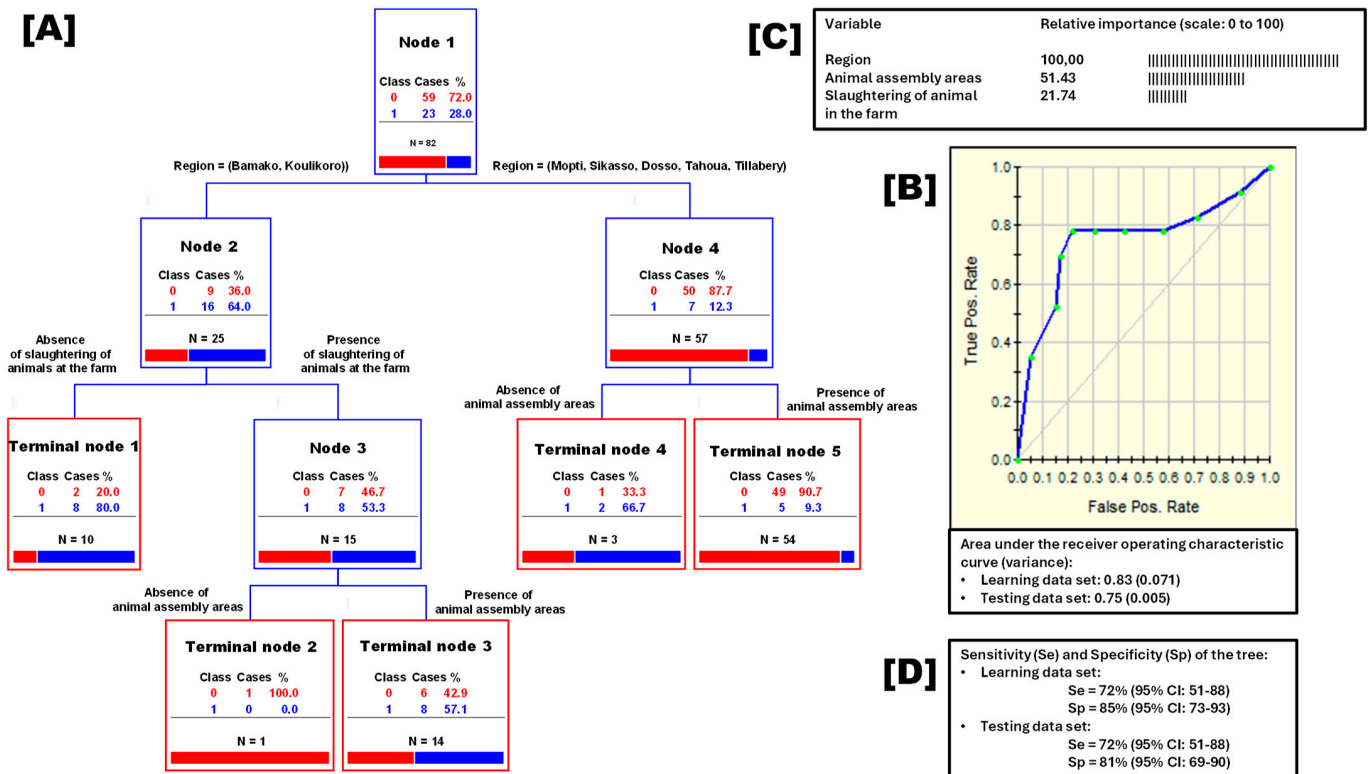 [A]
Node 1
Class Cases %
0 59 72.0
1 23 28.0
N = 82
Region = (Bamako, Koulikoro))
Region = (Mopti, Sikasso, Dosso, Tahoua, Tillabery)
Node 2
Class Cases %
0 9 36.0
1 16 64.0
N = 25
Node 4
Class Cases %
0 50 87.7
1 7 12.3
N = 57
Absence
of slaughtering of
animals at the farm
Presence
of slaughtering of
animals at the farm
Absence of
animal assembly areas
Presence of
animal assembly areas
Terminal node 1
Class Cases %
0 2 20.0
1 8 80.0
N = 10
Node 3
Class Cases %
0 7 46.7
1 8 53.3
N = 15
Terminal node 4
Class Cases %
0 1 33.3
1 2 66.7
N = 3
Terminal node 5
Class Cases %
0 49 90.7
1 5 9.3
N = 54
Absence of
animal assembly areas
Presence of
animal assembly areas
Terminal node 2
Class Cases %
0 1 100.0
1 0 0.0
N = 1
Terminal node 3
Class Cases %
0 6 42.9
1 8 57.1
N = 14
[C]
Variable Relative importance (scale: 0 to 100)
Region 100,00
Animal assembly areas 51.43
Slaughtering of animal 21.74
in the farm
[B]
True Pos. Rate
1.0
0.8
0.6
0.4
0.2
0.0
0.0 0.1 0.2 0.3 0.4 0.5 0.6 0.7 0.8 0.9 1.0
False Pos. Rate
Area under the receiver operating characteristic
curve (variance):
• Learning data set: 0.83 (0.071)
• Testing data set: 0.75 (0.005)
[D]
Sensitivity (Se) and Specificity (Sp) of the tree:
• Learning data set:
Se = 72% (95% CI: 51-88)
Sp = 85% (95% CI: 73-93)
• Testing data set:
Se = 72% (95% CI: 51-88)
Sp = 81% (95% CI: 69-90)